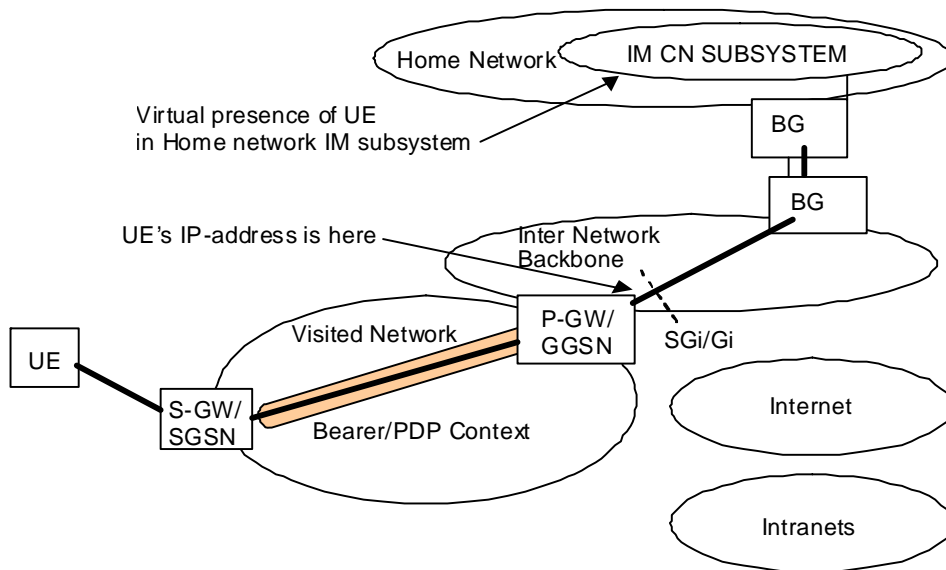 Home Network
IM CN SUBSYSTEM
Virtual presence of UE
in Home network IM subsystem
BG
BG
UE's IP-address is here
Inter Network
Backbone
Visited Network
P-GW/
GGSN
SGi/Gi
UE
S-GW/
SGSN
Bearer/PDP Context
Internet
Intranets